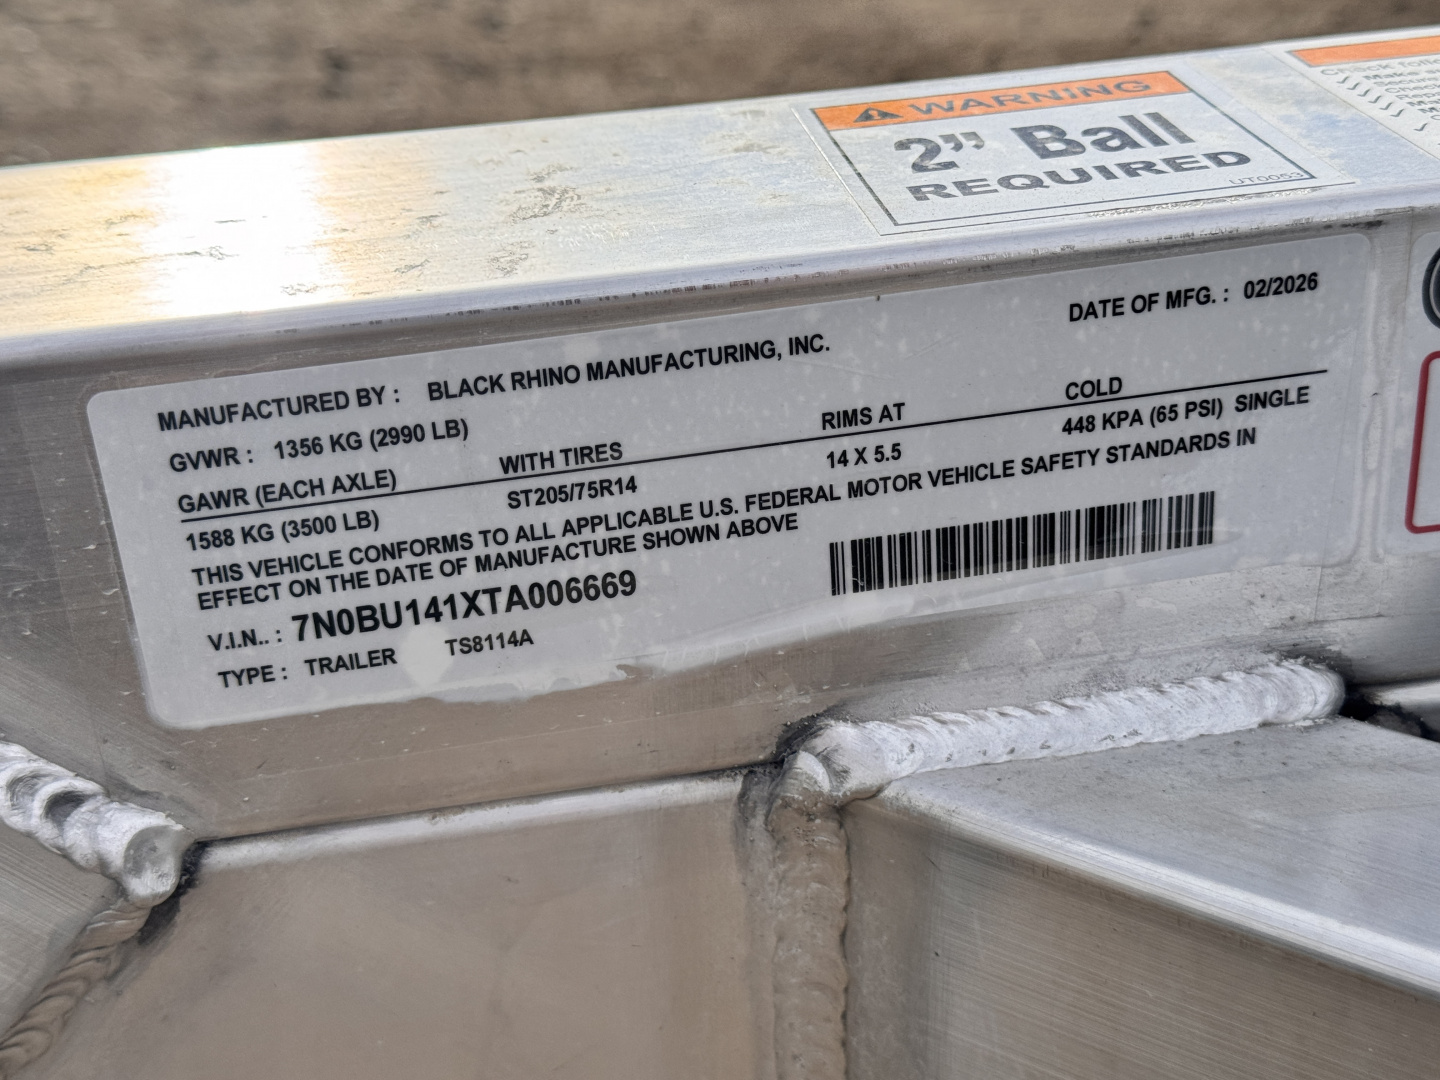 WARNING
2" Ball
REQUIRED
UT0053
MANUFACTURED BY : BLACK RHINO MANUFACTURING, INC. DATE OF MFG. : 02/2026
GVWR : 1356 KG (2990 LB)
GAWR (EACH AXLE) WITH TIRES RIMS AT COLD
1588 KG (3500 LB) ST205/75R14 14 X 5.5 448 KPA (65 PSI) SINGLE
THIS VEHICLE CONFORMS TO ALL APPLICABLE U.S. FEDERAL MOTOR VEHICLE SAFETY STANDARDS IN
EFFECT ON THE DATE OF MANUFACTURE SHOWN ABOVE
V.I.N.. : 7N0BU141XTA006669
TYPE : TRAILER TS8114A